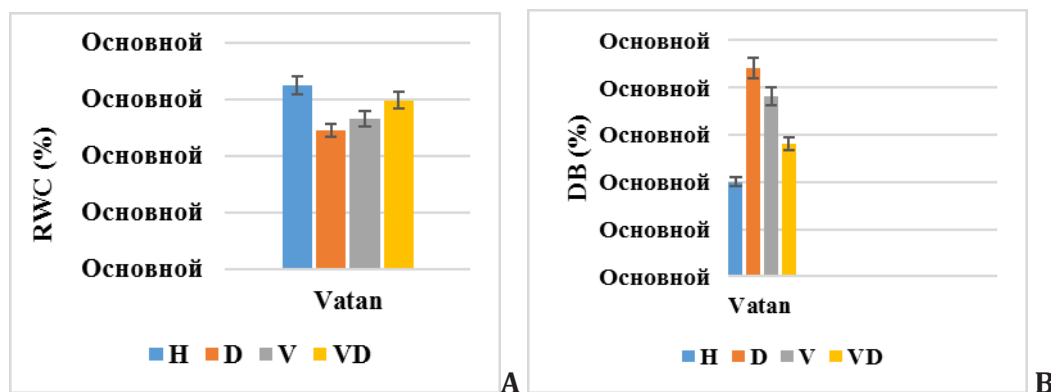 Основной
Основной
Основной
Основной
Основной
RWC (%)
Vatan
H D V VD
A
Основной
Основной
Основной
Основной
Основной
Основной
DB (%)
Vatan
H D V VD
B